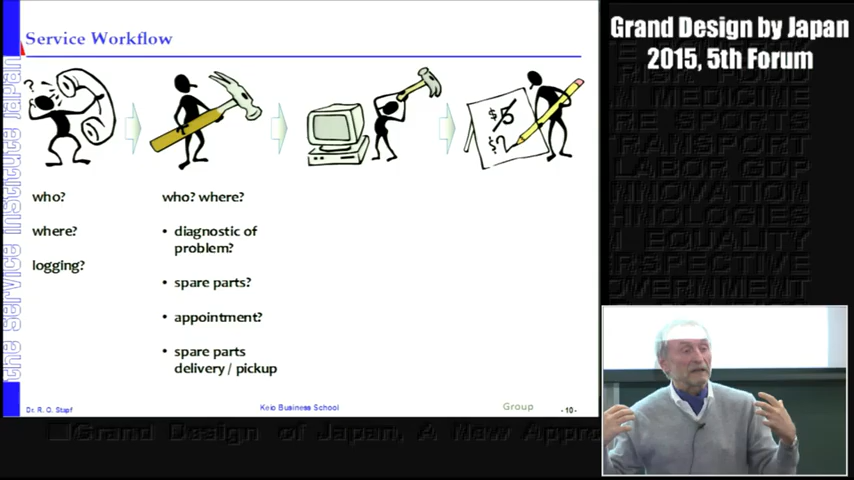 Service Workflow
Grand Design by Japan
2015, 5th Forum
the service institute Japan
$5
$2
who?
where?
logging?
who? where?
• diagnostic of
problem?
• spare parts?
• appointment?
• spare parts
delivery / pickup
Dr. R. O. Stapf
Keio Business School
Group
- 10 -
MEDICINE
SPORTS
TRANSPORT
LABOR GDP
INNOVATION
EQUALITY
Grand Design of Japan, A New Appro